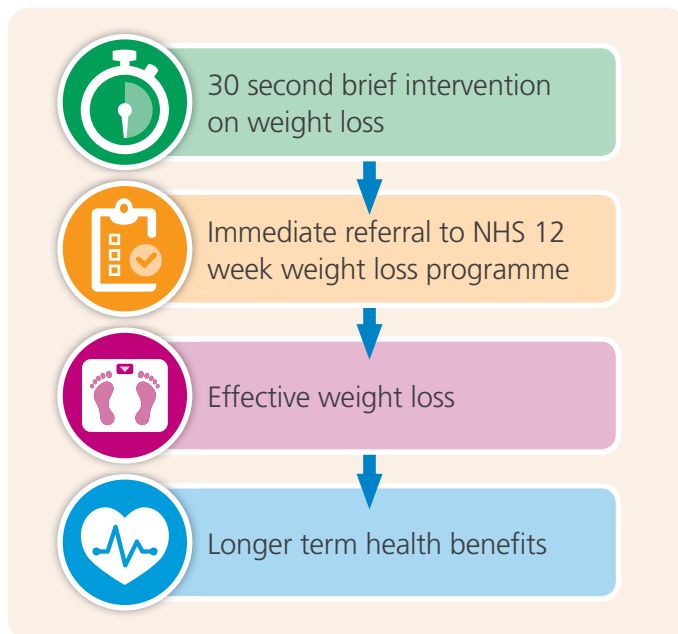 30 second brief intervention
on weight loss
Immediate referral to NHS 12
week weight loss programme
Effective weight loss
Longer term health benefits